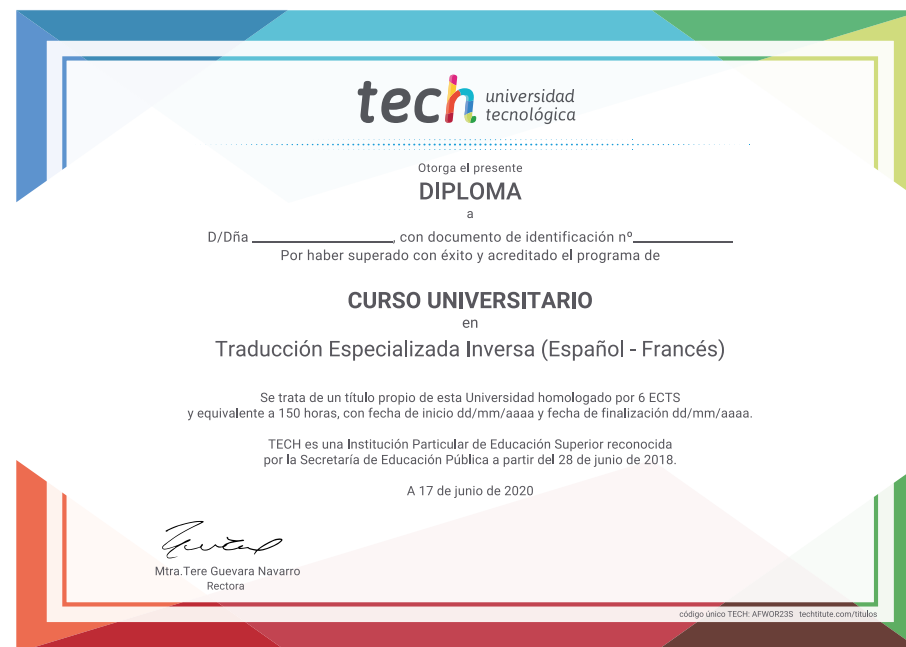 tech universidad
tecnológica
Otorga el presente
DIPLOMA
a
D/Dña ____________________, con documento de identificación nº______________
Por haber superado con éxito y acreditado el programa de
CURSO UNIVERSITARIO
en
Traducción Especializada Inversa (Español - Francés)
Se trata de un título propio de esta Universidad homologado por 6 ECTS
y equivalente a 150 horas, con fecha de inicio dd/mm/aaaa y fecha de finalización dd/mm/aaaa.
TECH es una Institución Particular de Educación Superior reconocida
por la Secretaría de Educación Pública a partir del 28 de junio de 2018.
A 17 de junio de 2020
Mtra.Tere Guevara Navarro
Rectora
código único TECH: AFWOR23S techtitute.com/titulos